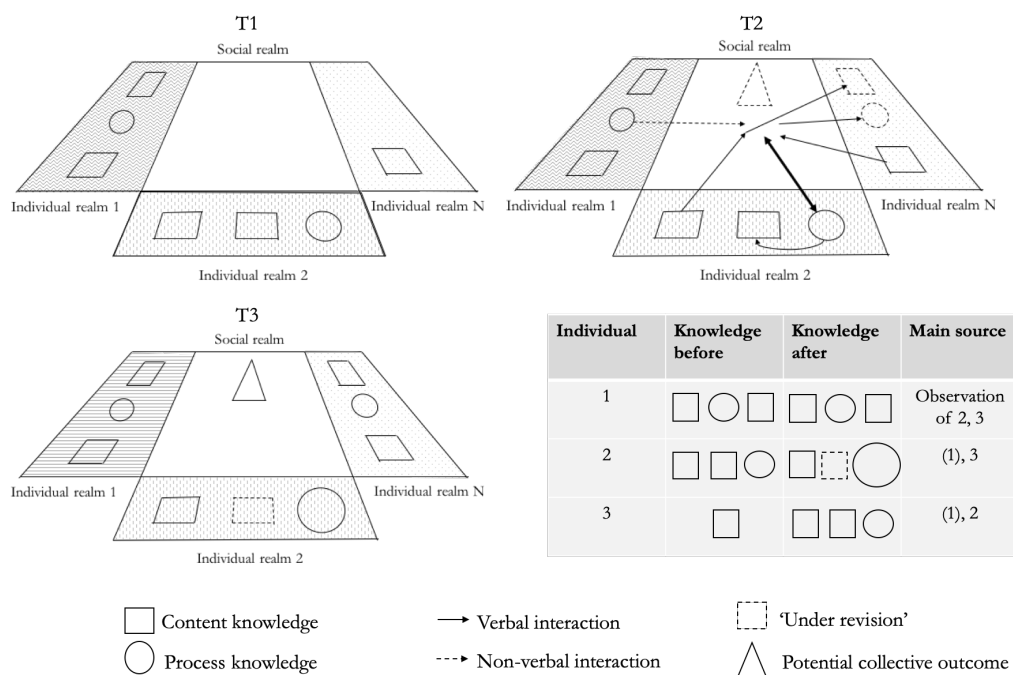 T1
Social realm
Individual realm 1
Individual realm N
Individual realm 2
T2
Social realm
Individual realm 1
Individual realm N
Individual realm 2
T3
Social realm
Individual realm 1
Individual realm N
Individual realm 2
Individual
Knowledge before
Knowledge after
Main source
1
Observation of 2, 3
2
(1), 3
3
(1), 2
Content knowledge
Verbal interaction
'Under revision'
Process knowledge
Non-verbal interaction
Potential collective outcome